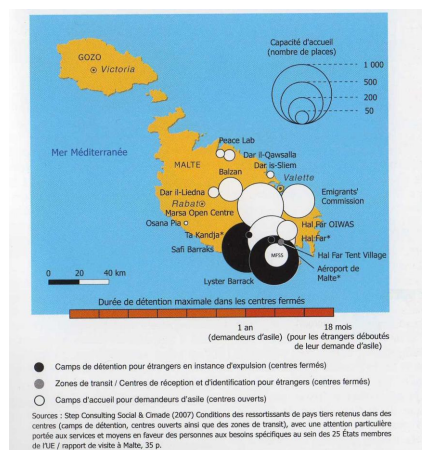 Capacité d'accueil
(nombre de places)
1 000
500
200
50
GOZO
Victoria
Mer Méditerranée
MALTE
Peace Lab
Dar il-Qawsalla
Dar is-Sliem
Balzan
Valette
Dar il-Liedna
Rabat
Emigrants'
Commission
Marsa Open Centre
Osana Pia
Hal Far OIWAS
Ta Kandja*
Hal Far*
Safi Barraks
Hal Far Tent Village
MFSS
Aéroport de
Malte*
Lyster Barrack
0 20 40 km
Durée de détention maximale dans les centres fermés
1 an 18 mois
(demandeurs d'asile) (pour les étrangers déboutés
de leur demande d'asile)
Camps de détention pour étrangers en instance d'expulsion (centres fermés)
Zones de transit / Centres de réception et d'identification pour étrangers (centres fermés)
Camps d'accueil pour demandeurs d'asile (centres ouverts)
Sources : Step Consulting Social & Cimade (2007) Conditions des ressortissants de pays tiers retenus dans des
centres (camps de détention, centres ouverts ainsi que des zones de transit), avec une attention particulière
portée aux services et moyens en faveur des personnes aux besoins spécifiques au sein des 25 États membres
de l'UE / rapport de visite à Malte, 35 p.